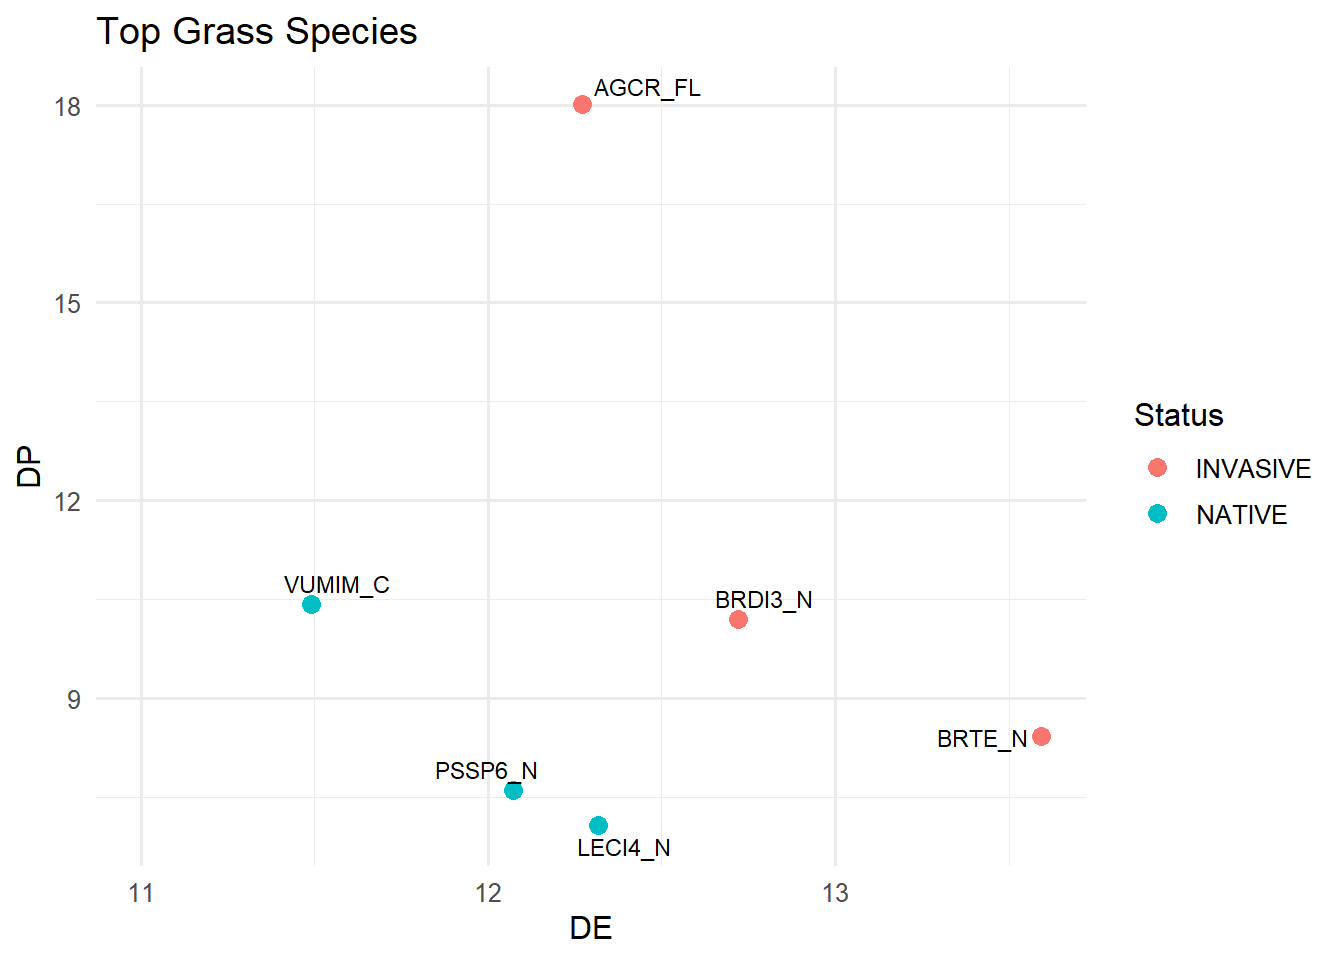 Top Grass Species
AGCR_FL
18
15
DP
12
VUMIM_C
BRDI3_N
9
BRTE_N
PSSP6_N
LECI4_N
11
12
13
DE
Status
INVASIVE
NATIVE